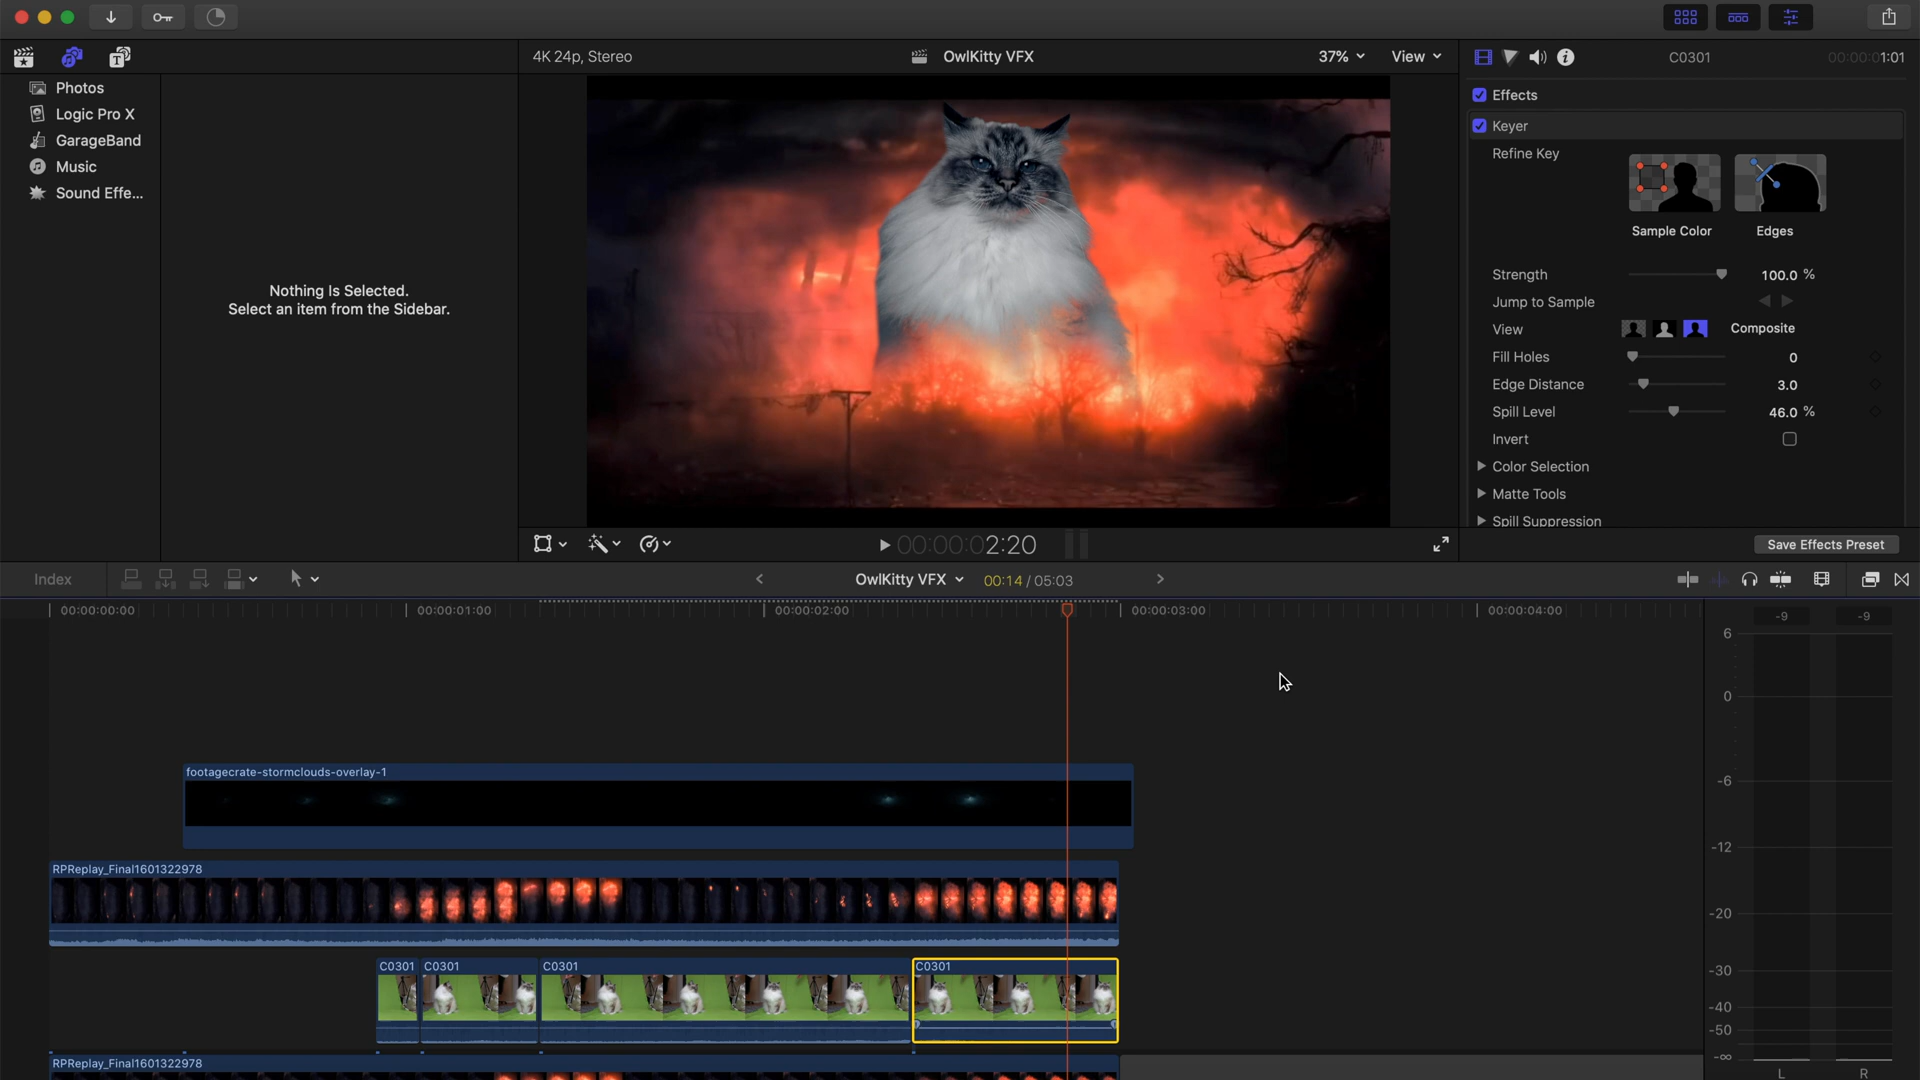 4K 24p, Stereo
OwlKitty VFX
37%
View
C0301
00:00:01:01
Photos
Logic Pro X
GarageBand
Music
Sound Effe...
Nothing Is Selected.
Select an item from the Sidebar.
Effects
Keyer
Refine Key
Sample Color
Edges
Strength
100.0 %
Jump to Sample
View
Composite
Fill Holes
0
Edge Distance
3.0
Spill Level
46.0 %
Invert
Color Selection
Matte Tools
Spill Suppression
Save Effects Preset
00:00:02:20
Index
OwlKitty VFX
00:14 / 05:03
00:00:00:00
00:00:01:00
00:00:02:00
00:00:03:00
00:00:04:00
-9
-9
6
0
-6
-12
-20
-30
-40
-50
-∞
L
R
footagecrate-stormclouds-overlay-1
RPReplay_Final1601322978
C0301
C0301
C0301
C0301
RPReplay_Final1601322978